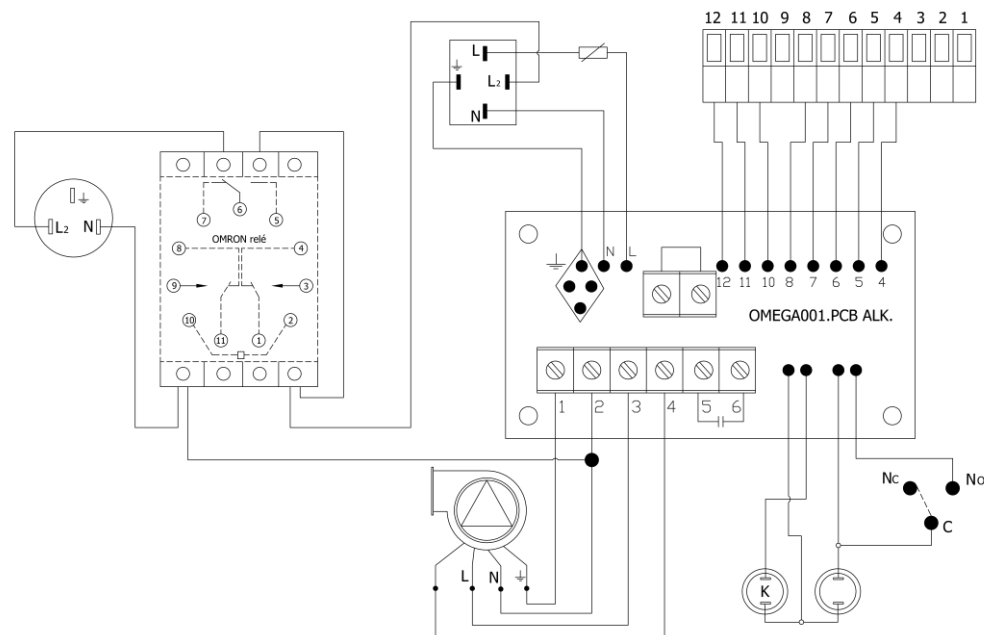 12 11 10 9 8 7 6 5 4 3 2 1
L
L2
N
L2 N
7 6 5
OMRON relé
8 4
9 3
10 2
11 1
N L
12 11 10 8 7 6 5 4
OMEGA001.PCB ALK.
1 2 3 4 5 6
Nc No
C
L N
K